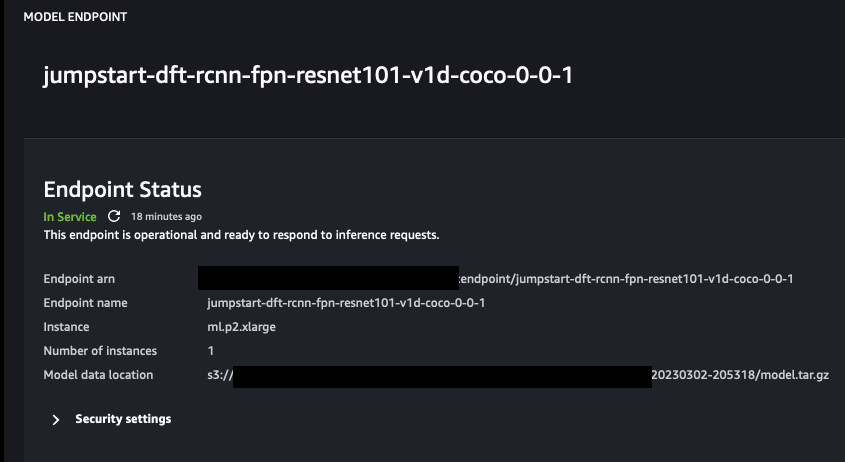 MODEL ENDPOINT
jumpstart-dft-rcnn-fpn-resnet101-v1d-coco-0-0-1
Endpoint Status
In Service 18 minutes ago
This endpoint is operational and ready to respond to inference requests.
Endpoint arn :endpoint/jumpstart-dft-rcnn-fpn-resnet101-v1d-coco-0-0-1
Endpoint name jumpstart-dft-rcnn-fpn-resnet101-v1d-coco-0-0-1
Instance ml.p2.xlarge
Number of instances 1
Model data location s3:// 20230302-205318/model.tar.gz
Security settings